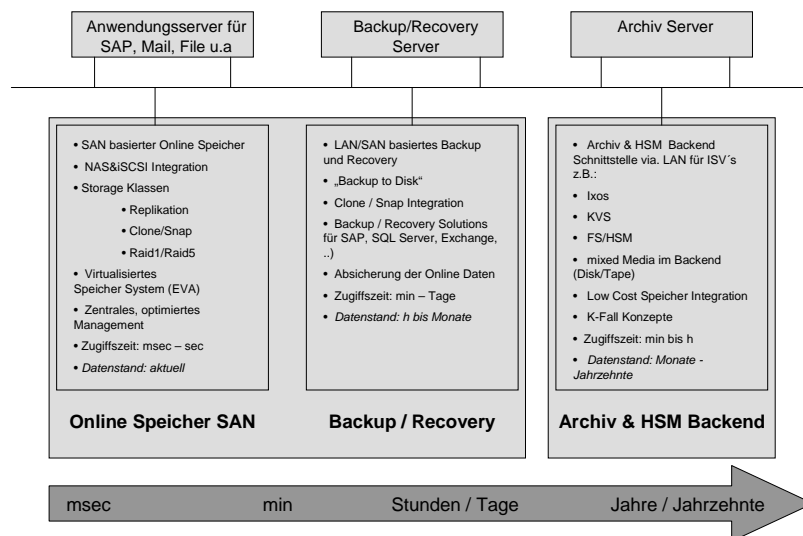 Anwendungsserver für
SAP, Mail, File u.a
Backup/Recovery
Server
Archiv Server
• SAN basierter Online Speicher
• NAS&iSCSI Integration
• Storage Klassen
• Replikation
• Clone/Snap
• Raid1/Raid5
• Virtualisiertes
Speicher System (EVA)
• Zentrales, optimiertes
Management
• Zugiffszeit: msec – sec
• Datenstand: aktuell
• LAN/SAN basiertes Backup
und Recovery
• „Backup to Disk“
• Clone / Snap Integration
• Backup / Recovery Solutions
für SAP, SQL Server, Exchange,
..)
• Absicherung der Online Daten
• Zugiffszeit: min – Tage
• Datenstand: h bis Monate
• Archiv & HSM Backend
Schnittstelle via. LAN für ISV´s
z.B.:
• Ixos
• KVS
• FS/HSM
• mixed Media im Backend
(Disk/Tape)
• Low Cost Speicher Integration
• K-Fall Konzepte
• Zugiffszeit: min bis h
• Datenstand: Monate -
Jahrzehnte
Online Speicher SAN
Backup / Recovery
Archiv & HSM Backend
msec
min
Stunden / Tage
Jahre / Jahrzehnte